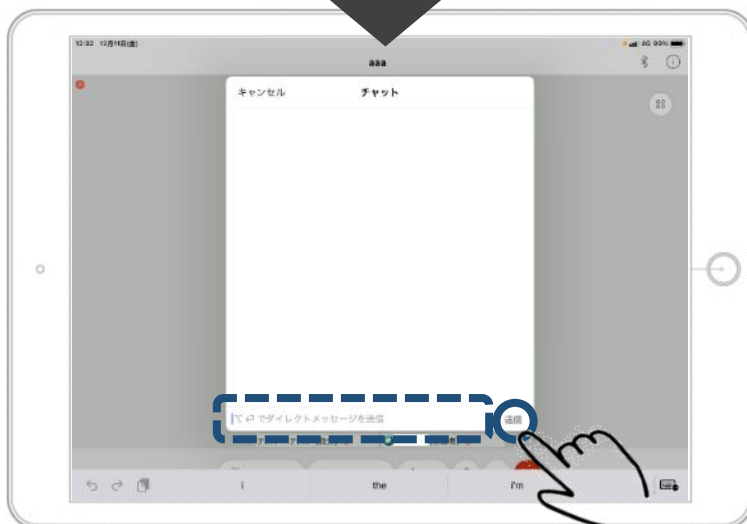 12:32 12月11日(金)
4G 99%
aaa
キャンセル
チャット
でダイレクトメッセージを送信
送信
i
the
I'm